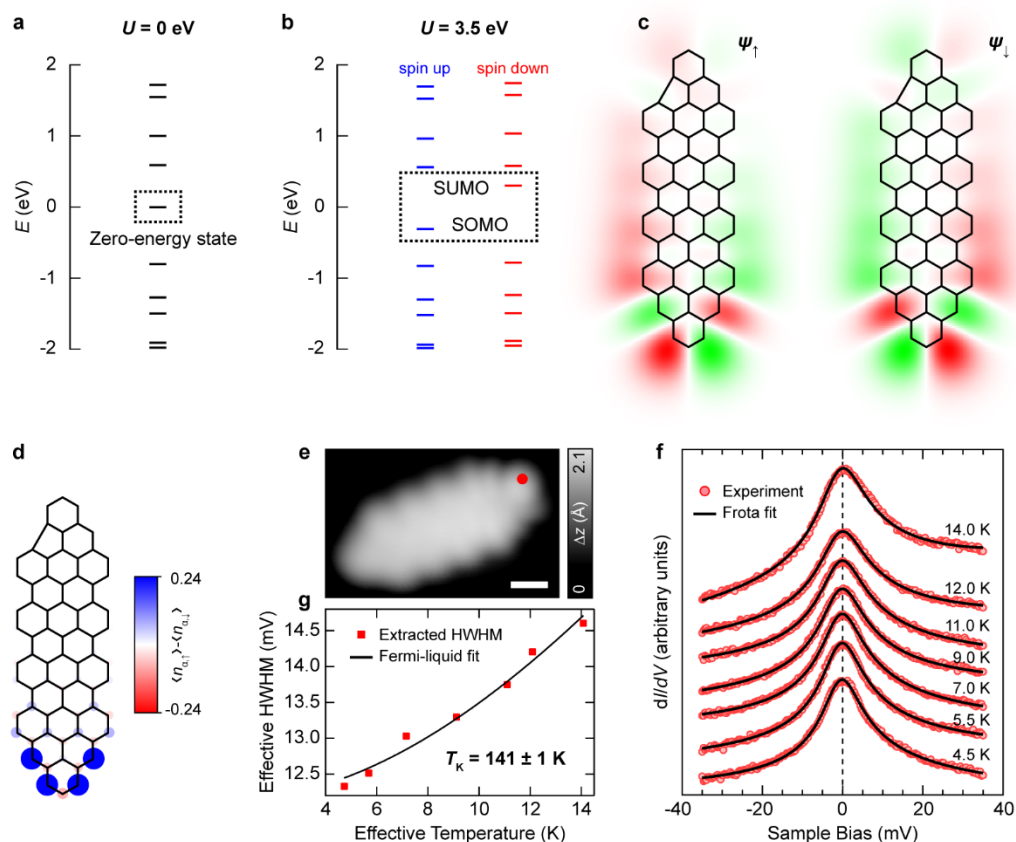 a
U = 0 eV
2
1
0
-1
-2
E (eV)
Zero-energy state
b
U = 3.5 eV
spin up
spin down
2
1
0
-1
-2
E (eV)
SUMO
SOMO
c
ψ↑
ψ↓
d
0.24
-0.24
⟨nα,↑⟩-⟨nα,↓⟩
e
2.1
Δz (Å)
0
g
14.5
14.0
13.5
13.0
12.5
Effective HWHM (mV)
Extracted HWHM
Fermi-liquid fit
TK = 141 ± 1 K
4
6
8
10
12
14
Effective Temperature (K)
f
Experiment
Frota fit
14.0 K
12.0 K
11.0 K
9.0 K
7.0 K
5.5 K
4.5 K
dI/dV (arbitrary units)
-40
-20
0
20
40
Sample Bias (mV)